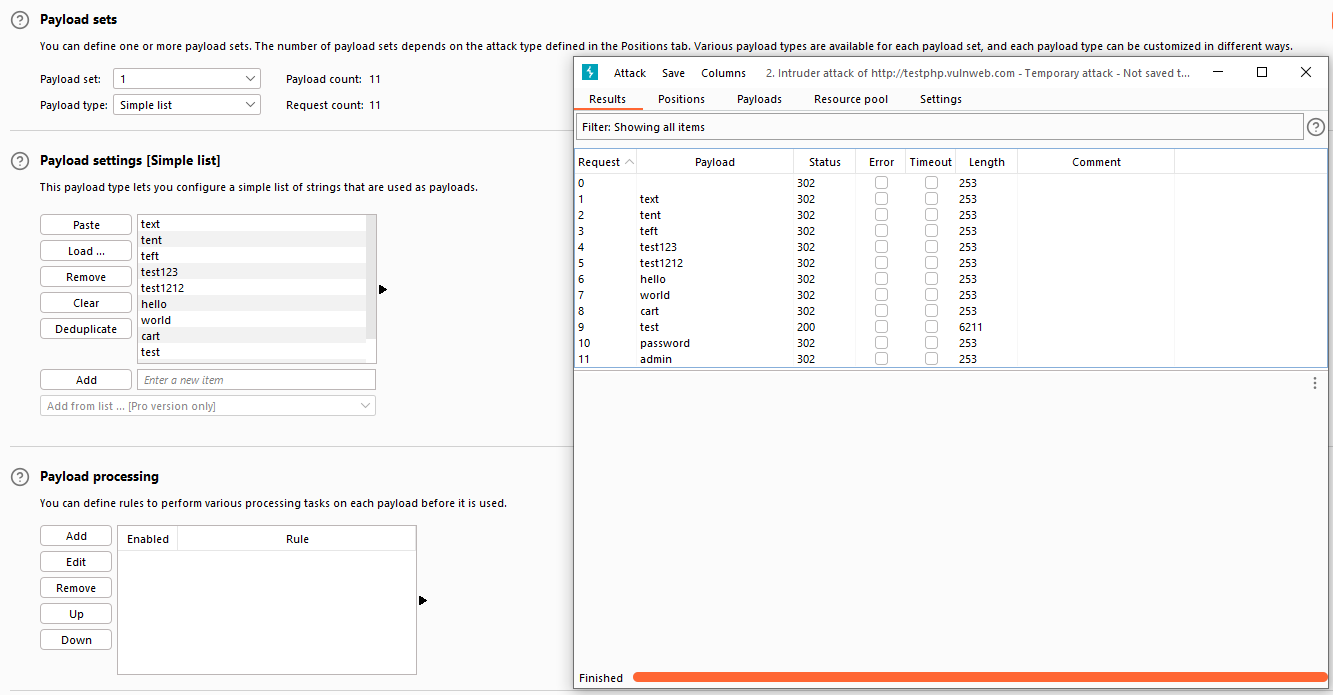 Payload sets
You can define one or more payload sets. The number of payload sets depends on the attack type defined in the Positions tab. Various payload types are available for each payload set, and each payload type can be customized in different ways.
Payload set: 1 Payload count: 11
Payload type: Simple list Request count: 11
Payload settings [Simple list]
This payload type lets you configure a simple list of strings that are used as payloads.
Paste
Load ...
Remove
Clear
Deduplicate
text
tent
teft
test123
test1212
hello
world
cart
test
Add Enter a new item
Add from list ... [Pro version only]
Payload processing
You can define rules to perform various processing tasks on each payload before it is used.
Add
Edit
Remove
Up
Down
Enabled Rule
Attack Save Columns 2. Intruder attack of http://testphp.vulnweb.com - Temporary attack - Not saved t...
Results Positions Payloads Resource pool Settings
Filter: Showing all items
Request Payload Status Error Timeout Length Comment
0 302 253
1 text 302 253
2 tent 302 253
3 teft 302 253
4 test123 302 253
5 test1212 302 253
6 hello 302 253
7 world 302 253
8 cart 302 253
9 test 200 6211
10 password 302 253
11 admin 302 253
Finished